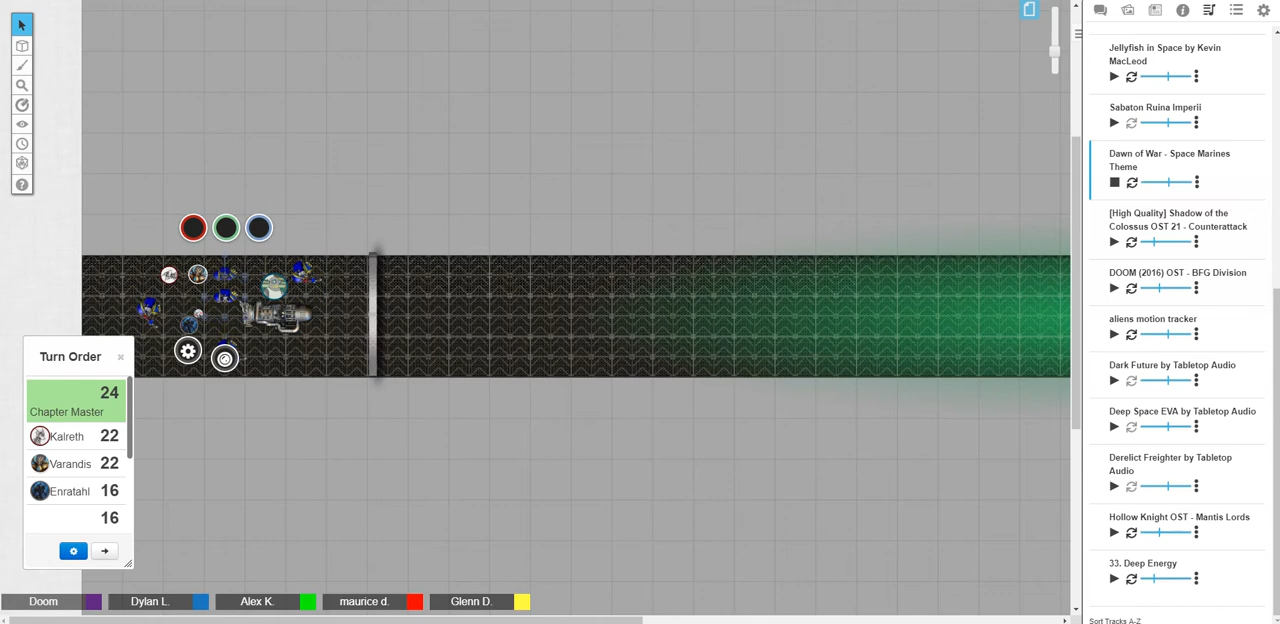 Jellyfish in Space by Kevin
MacLeod
Sabaton Ruina Imperii
Dawn of War - Space Marines
Theme
[High Quality] Shadow of the
Colossus OST 21 - Counterattack
DOOM (2016) OST - BFG Division
aliens motion tracker
Dark Future by Tabletop Audio
Deep Space EVA by Tabletop Audio
Derelict Freighter by Tabletop
Audio
Hollow Knight OST - Mantis Lords
33. Deep Energy
Sort Tracks A-Z
Turn Order
24
Chapter Master
Kalreth 22
Varandis 22
Enratahl 16
16
Doom
Dylan L.
Alex K.
maurice d.
Glenn D.